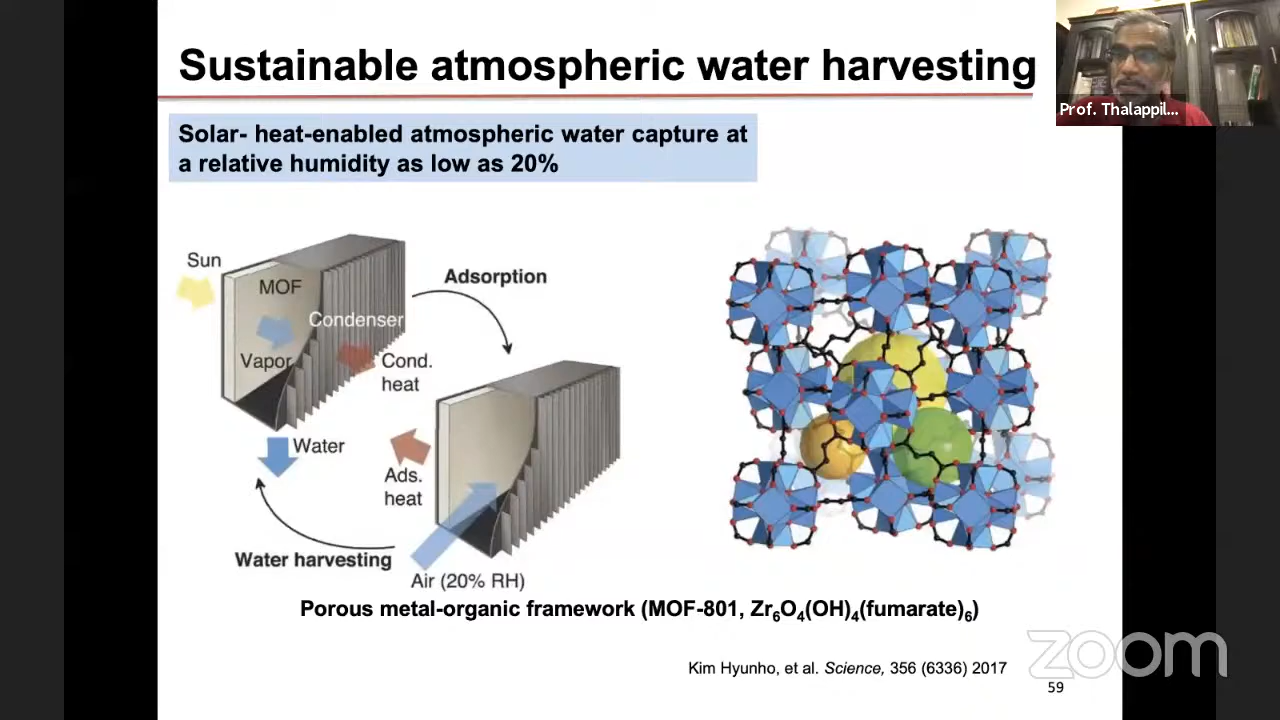 Sustainable atmospheric water harvesting
Prof. Thalappil...
Solar- heat-enabled atmospheric water capture at
a relative humidity as low as 20%
Sun
MOF
Condenser
Vapor
Cond.
heat
Adsorption
Water
Ads.
heat
Water harvesting
Air (20% RH)
Porous metal-organic framework (MOF-801, Zr₆O₄(OH)₄(fumarate)₆)
Kim Hyunho, et al. Science, 356 (6336) 2017
zoom
59